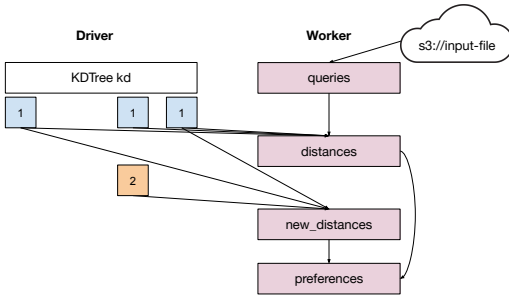 Driver
Worker
s3://input-file
KDTree kd
queries
1
1
1
distances
2
new_distances
preferences